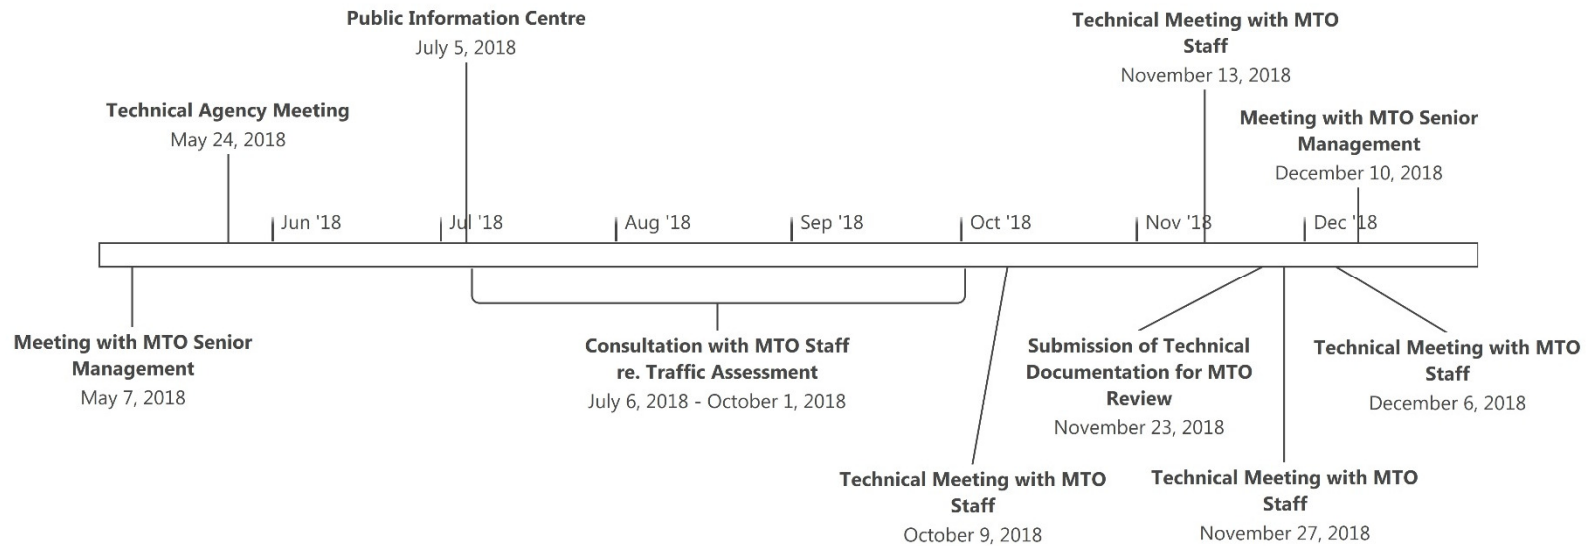 Public Information Centre
July 5, 2018
Technical Meeting with MTO
Staff
November 13, 2018
Technical Agency Meeting
May 24, 2018
Meeting with MTO Senior
Management
December 10, 2018
Jun '18
Jul '18
Aug '18
Sep '18
Oct '18
Nov '18
Dec '18
Meeting with MTO Senior
Management
May 7, 2018
Consultation with MTO Staff
re. Traffic Assessment
July 6, 2018 - October 1, 2018
Submission of Technical
Documentation for MTO
Review
November 23, 2018
Technical Meeting with MTO
Staff
December 6, 2018
Technical Meeting with MTO
Staff
October 9, 2018
Technical Meeting with MTO
Staff
November 27, 2018